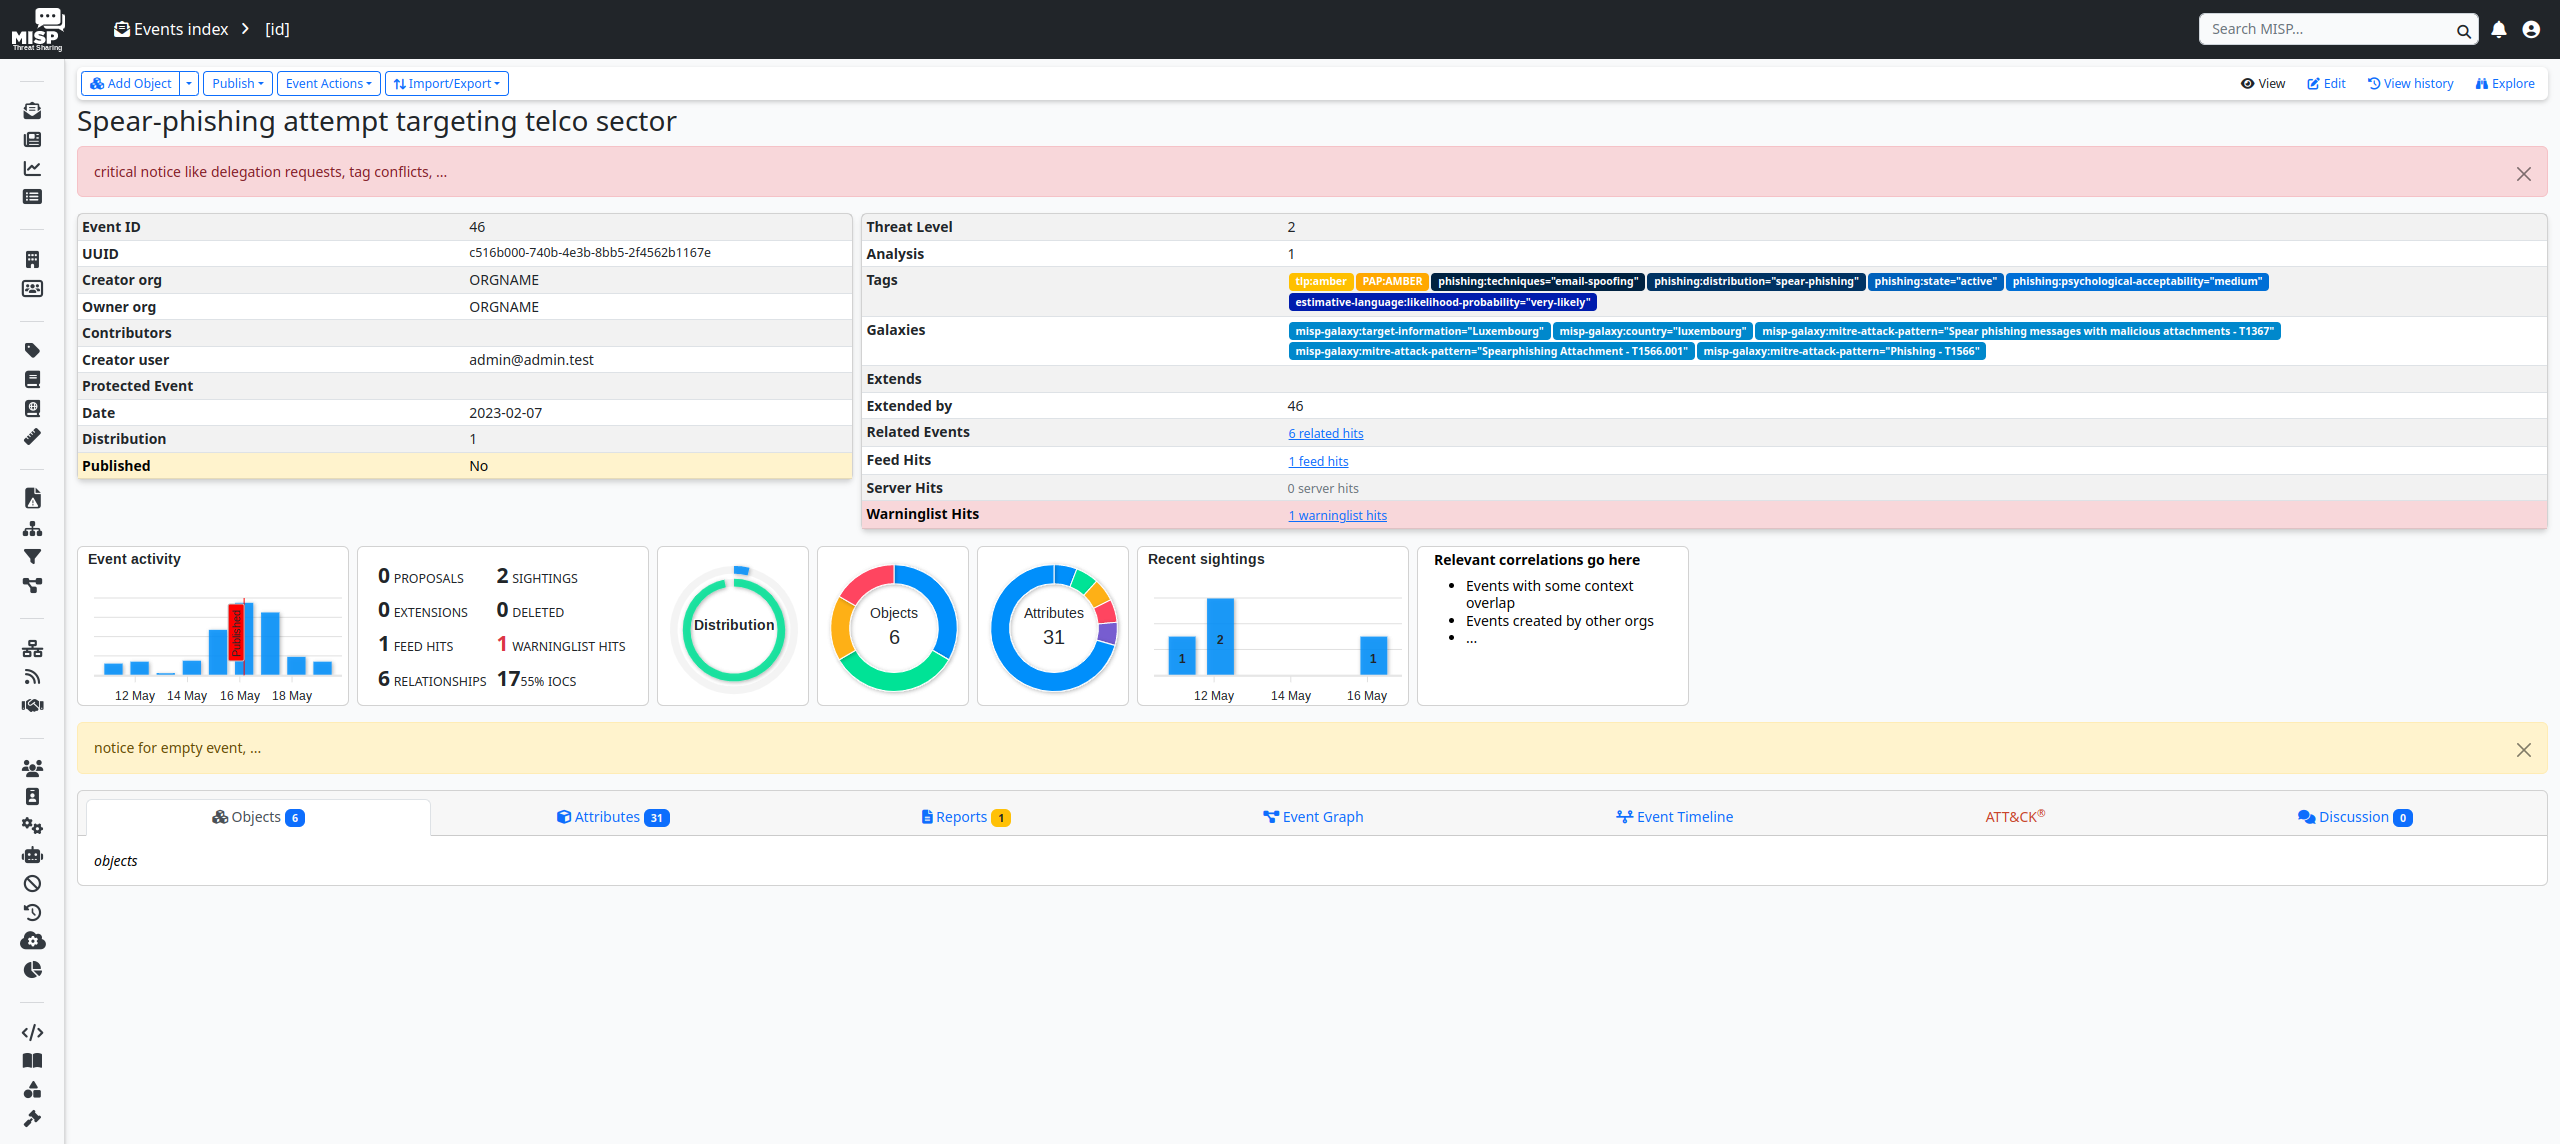 MISP
Threat Sharing
Events index
[id]
Search MISP...
Add Object
Publish
Event Actions
Import/Export
View
Edit
View history
Explore
Spear-phishing attempt targeting telco sector
critical notice like delegation requests, tag conflicts, ...
Event ID 46
UUID c516b000-740b-4e3b-8bb5-2f4562b1167e
Creator org ORGNAME
Owner org ORGNAME
Contributors
Creator user admin@admin.test
Protected Event
Date 2023-02-07
Distribution 1
Published No
Threat Level 2
Analysis 1
Tags tlp:amber PAP:AMBER phishing:techniques="email-spoofing" phishing:distribution="spear-phishing" phishing:state="active" phishing:psychological-acceptability="medium"
estimative-language:likelihood-probability="very-likely"
Galaxies misp-galaxy:target-information="Luxembourg" misp-galaxy:country="luxembourg" misp-galaxy:mitre-attack-pattern="Spear phishing messages with malicious attachments - T1367"
misp-galaxy:mitre-attack-pattern="Spearphishing Attachment - T1566.001" misp-galaxy:mitre-attack-pattern="Phishing - T1566"
Extends
Extended by 46
Related Events 6 related hits
Feed Hits 1 feed hits
Server Hits 0 server hits
Warninglist Hits 1 warninglist hits
Event activity
Published
12 May 14 May 16 May 18 May
0 PROPOSALS 2 SIGHTINGS
0 EXTENSIONS 0 DELETED
1 FEED HITS 1 WARNINGLIST HITS
6 RELATIONSHIPS 17 55% IOCS
Distribution
Objects
6
Attributes
31
Recent sightings
1 2 1
12 May 14 May 16 May
Relevant correlations go here
Events with some context
overlap
Events created by other orgs
...
notice for empty event, ...
Objects 6
Attributes 31
Reports 1
Event Graph
Event Timeline
ATT&CK®
Discussion 0
objects